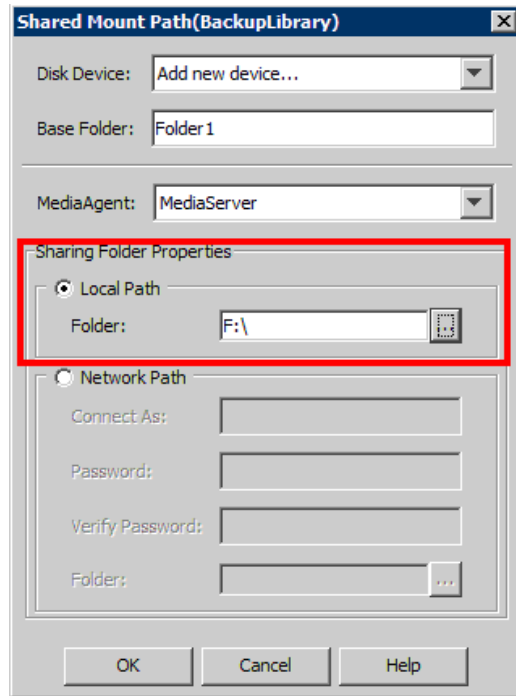 Shared Mount Path(BackupLibrary)
Disk Device: Add new device...
Base Folder: Folder1
MediaAgent: MediaServer
Sharing Folder Properties
Local Path
Folder: F:\ ..
Network Path
Connect As:
Password:
Verify Password:
Folder: ...
OK Cancel Help